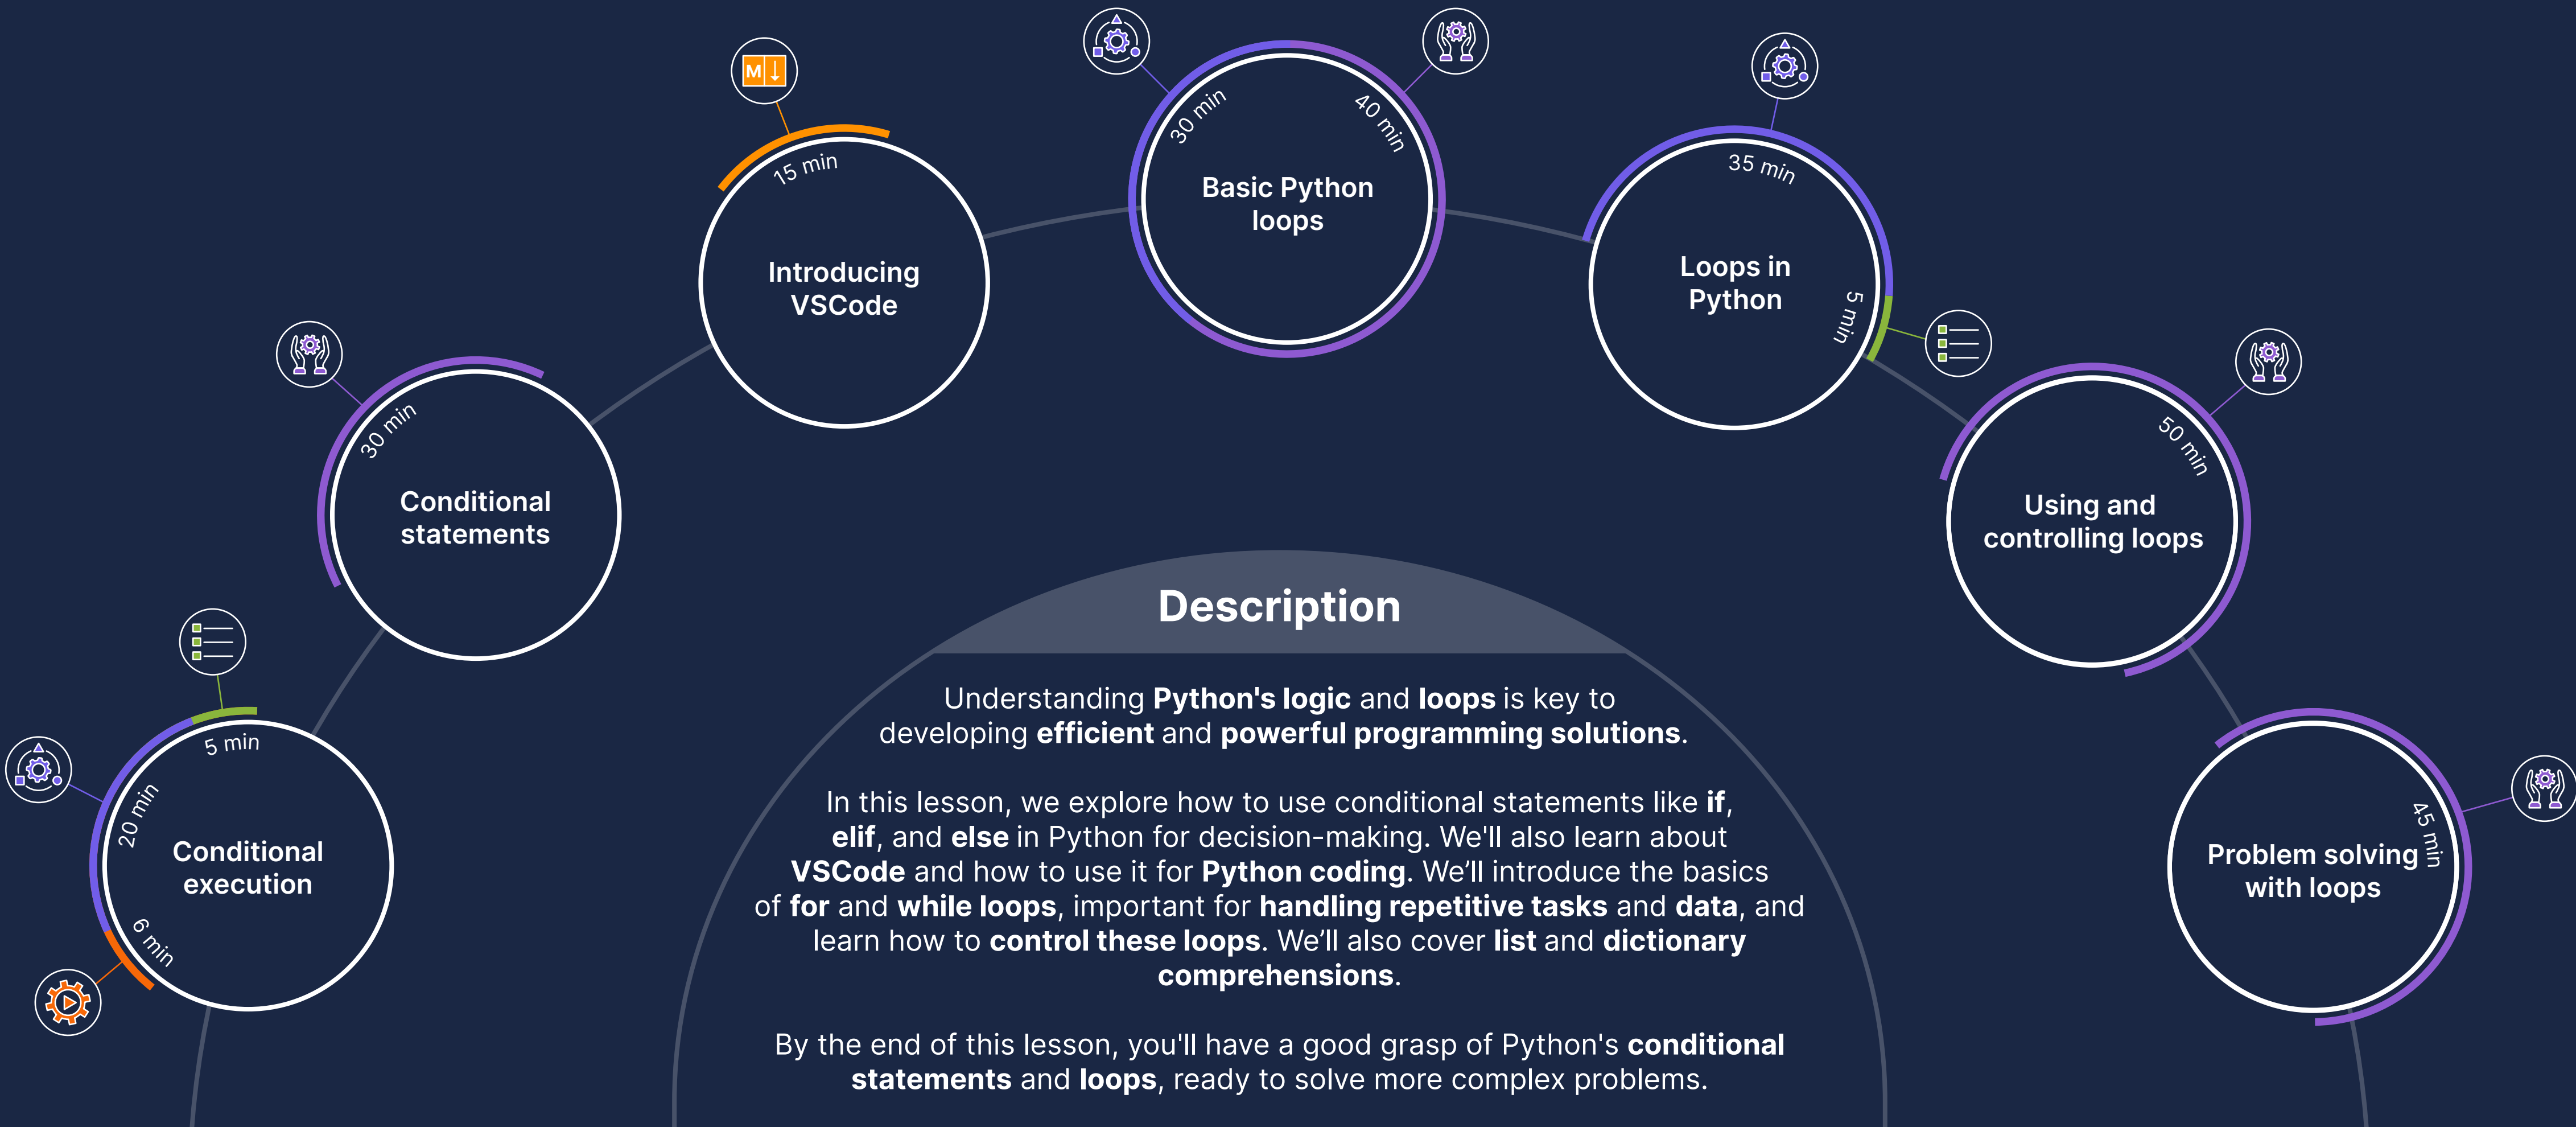 6 min
20 min
5 min
Conditional
execution
30 min
Conditional
statements
M
15 min
Introducing
VSCode
30 min
40 min
Basic Python
loops
35 min
5 min
Loops in
Python
50 min
Using and
controlling loops
45 min
Problem solving
with loops
Description
Understanding Python's logic and loops is key to
developing efficient and powerful programming solutions.
In this lesson, we explore how to use conditional statements like if,
elif, and else in Python for decision-making. We'll also learn about
VSCode and how to use it for Python coding. We’ll introduce the basics
of for and while loops, important for handling repetitive tasks and data, and
learn how to control these loops. We’ll also cover list and dictionary
comprehensions.
By the end of this lesson, you'll have a good grasp of Python's conditional
statements and loops, ready to solve more complex problems.